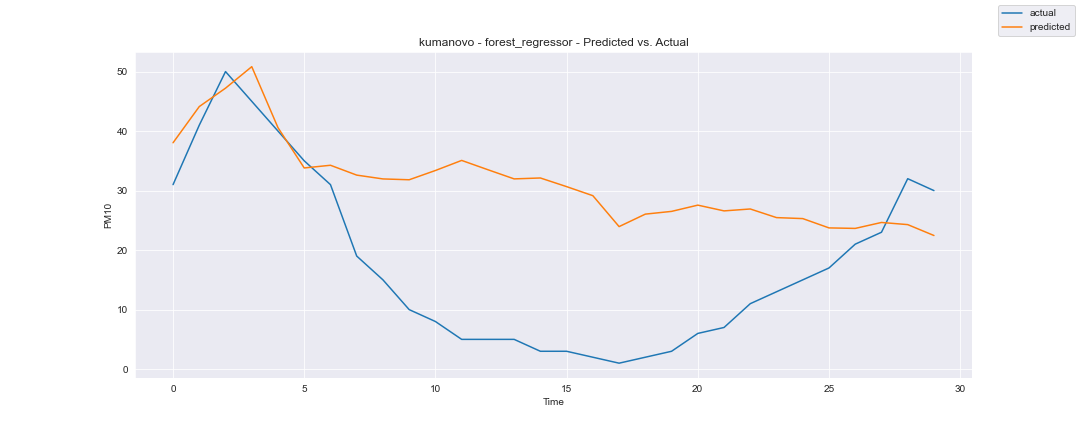 actual
predicted
kumanovo - forest_regressor - Predicted vs. Actual
PM10
50
40
30
20
10
0
0 5 10 15 20 25 30
Time